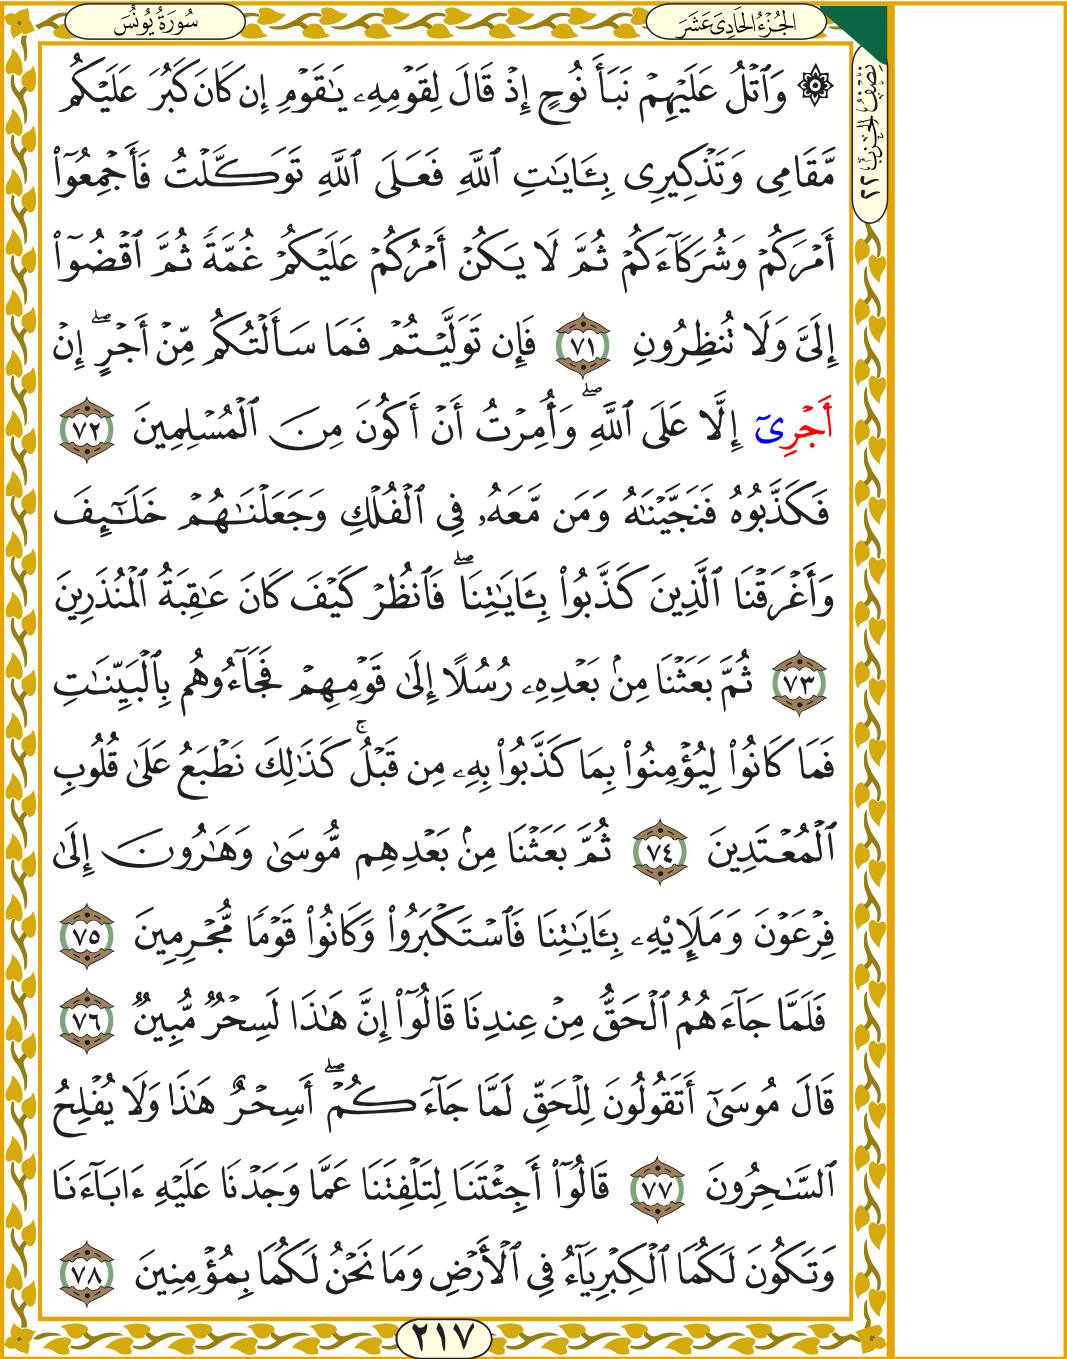 سُورَةُ يُونُسَ
الجُزْءُ الحَادِىَ عَشَرَ
نِصْفُ الحِزْبِ ٢٢
۞ وَٱتْلُ عَلَيْهِمْ نَبَأَ نُوحٍ إِذْ قَالَ لِقَوْمِهِۦ يَٰقَوْمِ إِن كَانَ كَبُرَ عَلَيْكُم
مَّقَامِى وَتَذْكِيرِى بِـَٔايَٰتِ ٱللَّهِ فَعَلَى ٱللَّهِ تَوَكَّلْتُ فَأَجْمِعُوٓا۟
أَمْرَكُمْ وَشُرَكَآءَكُمْ ثُمَّ لَا يَكُنْ أَمْرُكُمْ عَلَيْكُمْ غُمَّةً ثُمَّ ٱقْضُوٓا۟
إِلَىَّ وَلَا تُنظِرُونِ ٧١ فَإِن تَوَلَّيْتُمْ فَمَا سَأَلْتُكُم مِّنْ أَجْرٍ ۖ إِنْ
أَجْرِىٓ إِلَّا عَلَى ٱللَّهِ ۖ وَأُمِرْتُ أَنْ أَكُونَ مِنَ ٱلْمُسْلِمِينَ ٧٢
فَكَذَّبُوهُ فَنَجَّيْنَٰهُ وَمَن مَّعَهُۥ فِى ٱلْفُلْكِ وَجَعَلْنَٰهُمْ خَلَٰٓئِفَ
وَأَغْرَقْنَا ٱلَّذِينَ كَذَّبُوا۟ بِـَٔايَٰتِنَا ۖ فَٱنظُرْ كَيْفَ كَانَ عَٰقِبَةُ ٱلْمُنذَرِينَ
٧٣ ثُمَّ بَعَثْنَا مِنۢ بَعْدِهِۦ رُسُلًا إِلَىٰ قَوْمِهِمْ فَجَآءُوهُم بِٱلْبَيِّنَٰتِ
فَمَا كَانُوا۟ لِيُؤْمِنُوا۟ بِمَا كَذَّبُوا۟ بِهِۦ مِن قَبْلُ ۚ كَذَٰلِكَ نَطْبَعُ عَلَىٰ قُلُوبِ
ٱلْمُعْتَدِينَ ٧٤ ثُمَّ بَعَثْنَا مِنۢ بَعْدِهِم مُّوسَىٰ وَهَٰرُونَ إِلَىٰ
فِرْعَوْنَ وَمَلَإِي۟هِۦ بِـَٔايَٰتِنَا فَٱسْتَكْبَرُوا۟ وَكَانُوا۟ قَوْمًا مُّجْرِمِينَ ٧٥
فَلَمَّا جَآءَهُمُ ٱلْحَقُّ مِنْ عِندِنَا قَالُوٓا۟ إِنَّ هَٰذَا لَسِحْرٌ مُّبِينٌ ٧٦
قَالَ مُوسَىٰٓ أَتَقُولُونَ لِلْحَقِّ لَمَّا جَآءَكُمْ ۖ أَسِحْرٌ هَٰذَا وَلَا يُفْلِحُ
ٱلسَّٰحِرُونَ ٧٧ قَالُوٓا۟ أَجِئْتَنَا لِتَلْفِتَنَا عَمَّا وَجَدْنَا عَلَيْهِ ءَابَآءَنَا
وَتَكُونَ لَكُمَا ٱلْكِبْرِيَآءُ فِى ٱلْأَرْضِ وَمَا نَحْنُ لَكُمَا بِمُؤْمِنِينَ ٧٨
٢١٧